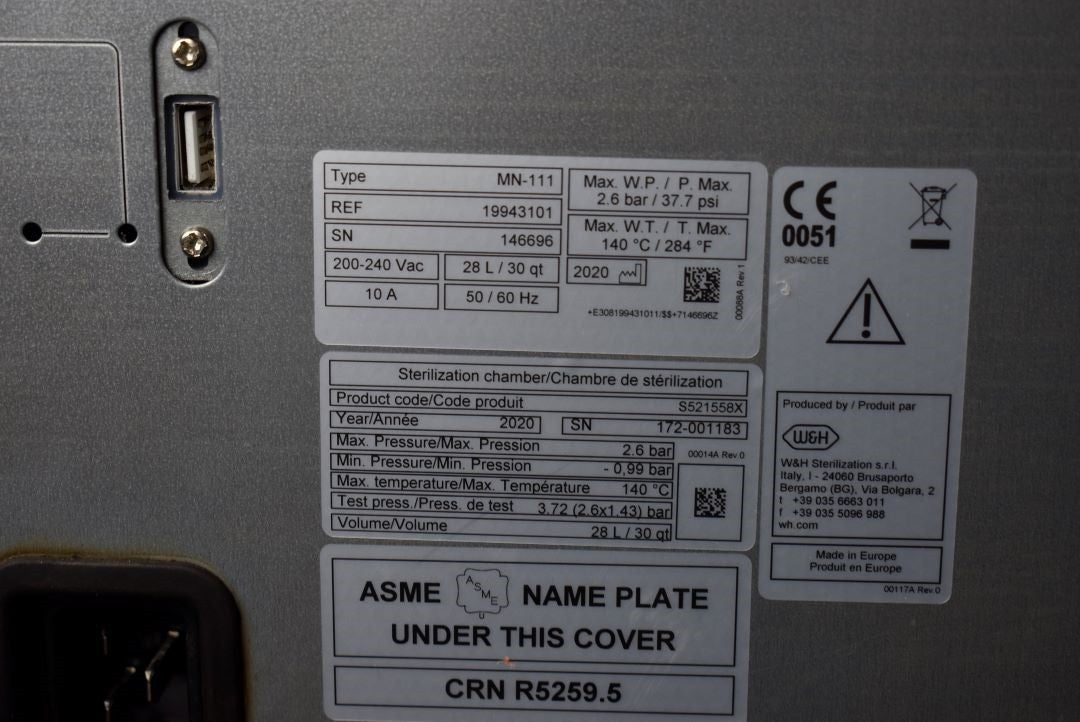 Type MN-111
REF 19943101
SN 146696
200-240 Vac 28 L / 30 qt
10 A 50 / 60 Hz
Max. W.P. / P. Max.
2.6 bar / 37.7 psi
Max. W.T. / T. Max.
140 °C / 284 °F
2020
+E308199431011/$$+7146696Z
00088A Rev 1
Sterilization chamber/Chambre de stérilization
Product code/Code produit S521558X
Year/Année 2020 SN 172-001183
Max. Pressure/Max. Pression 2.6 bar
Min. Pressure/Min. Pression - 0,99 bar
Max. temperature/Max. Température 140 °C
Test press./Press. de test 3.72 (2.6x1.43) bar
Volume/Volume 28 L / 30 qt
00014A Rev.0
ASME ASME U NAME PLATE
UNDER THIS COVER
CRN R5259.5
CE
0051
93/42/CEE
Produced by / Produit par
W&H
W&H Sterilization s.r.l.
Italy, I - 24060 Brusaporto
Bergamo (BG), Via Bolgara, 2
t +39 035 6663 011
f +39 035 5096 988
wh.com
Made in Europe
Produit en Europe
00117A Rev.0